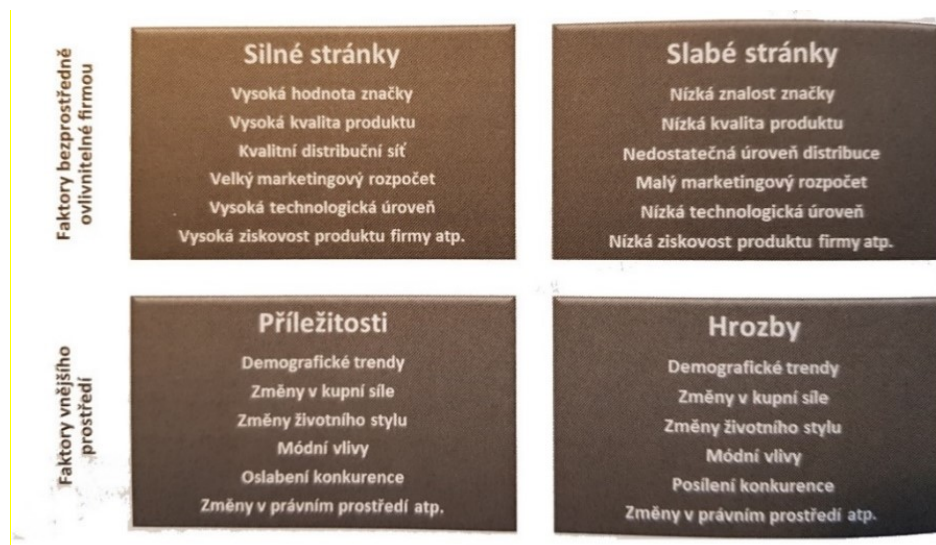 Faktory bezprostředně
ovlivnitelné firmou
Silné stránky
Vysoká hodnota značky
Vysoká kvalita produktu
Kvalitní distribuční síť
Velký marketingový rozpočet
Vysoká technologická úroveň
Vysoká ziskovost produktu firmy atp.
Slabé stránky
Nízká znalost značky
Nízká kvalita produktu
Nedostatečná úroveň distribuce
Malý marketingový rozpočet
Nízká technologická úroveň
Nízká ziskovost produktu firmy atp.
Faktory vnějšího
prostředí
Příležitosti
Demografické trendy
Změny v kupní síle
Změny životního stylu
Módní vlivy
Oslabení konkurence
Změny v právním prostředí atp.
Hrozby
Demografické trendy
Změny v kupní síle
Změny životního stylu
Módní vlivy
Posílení konkurence
Změny v právním prostředí atp.